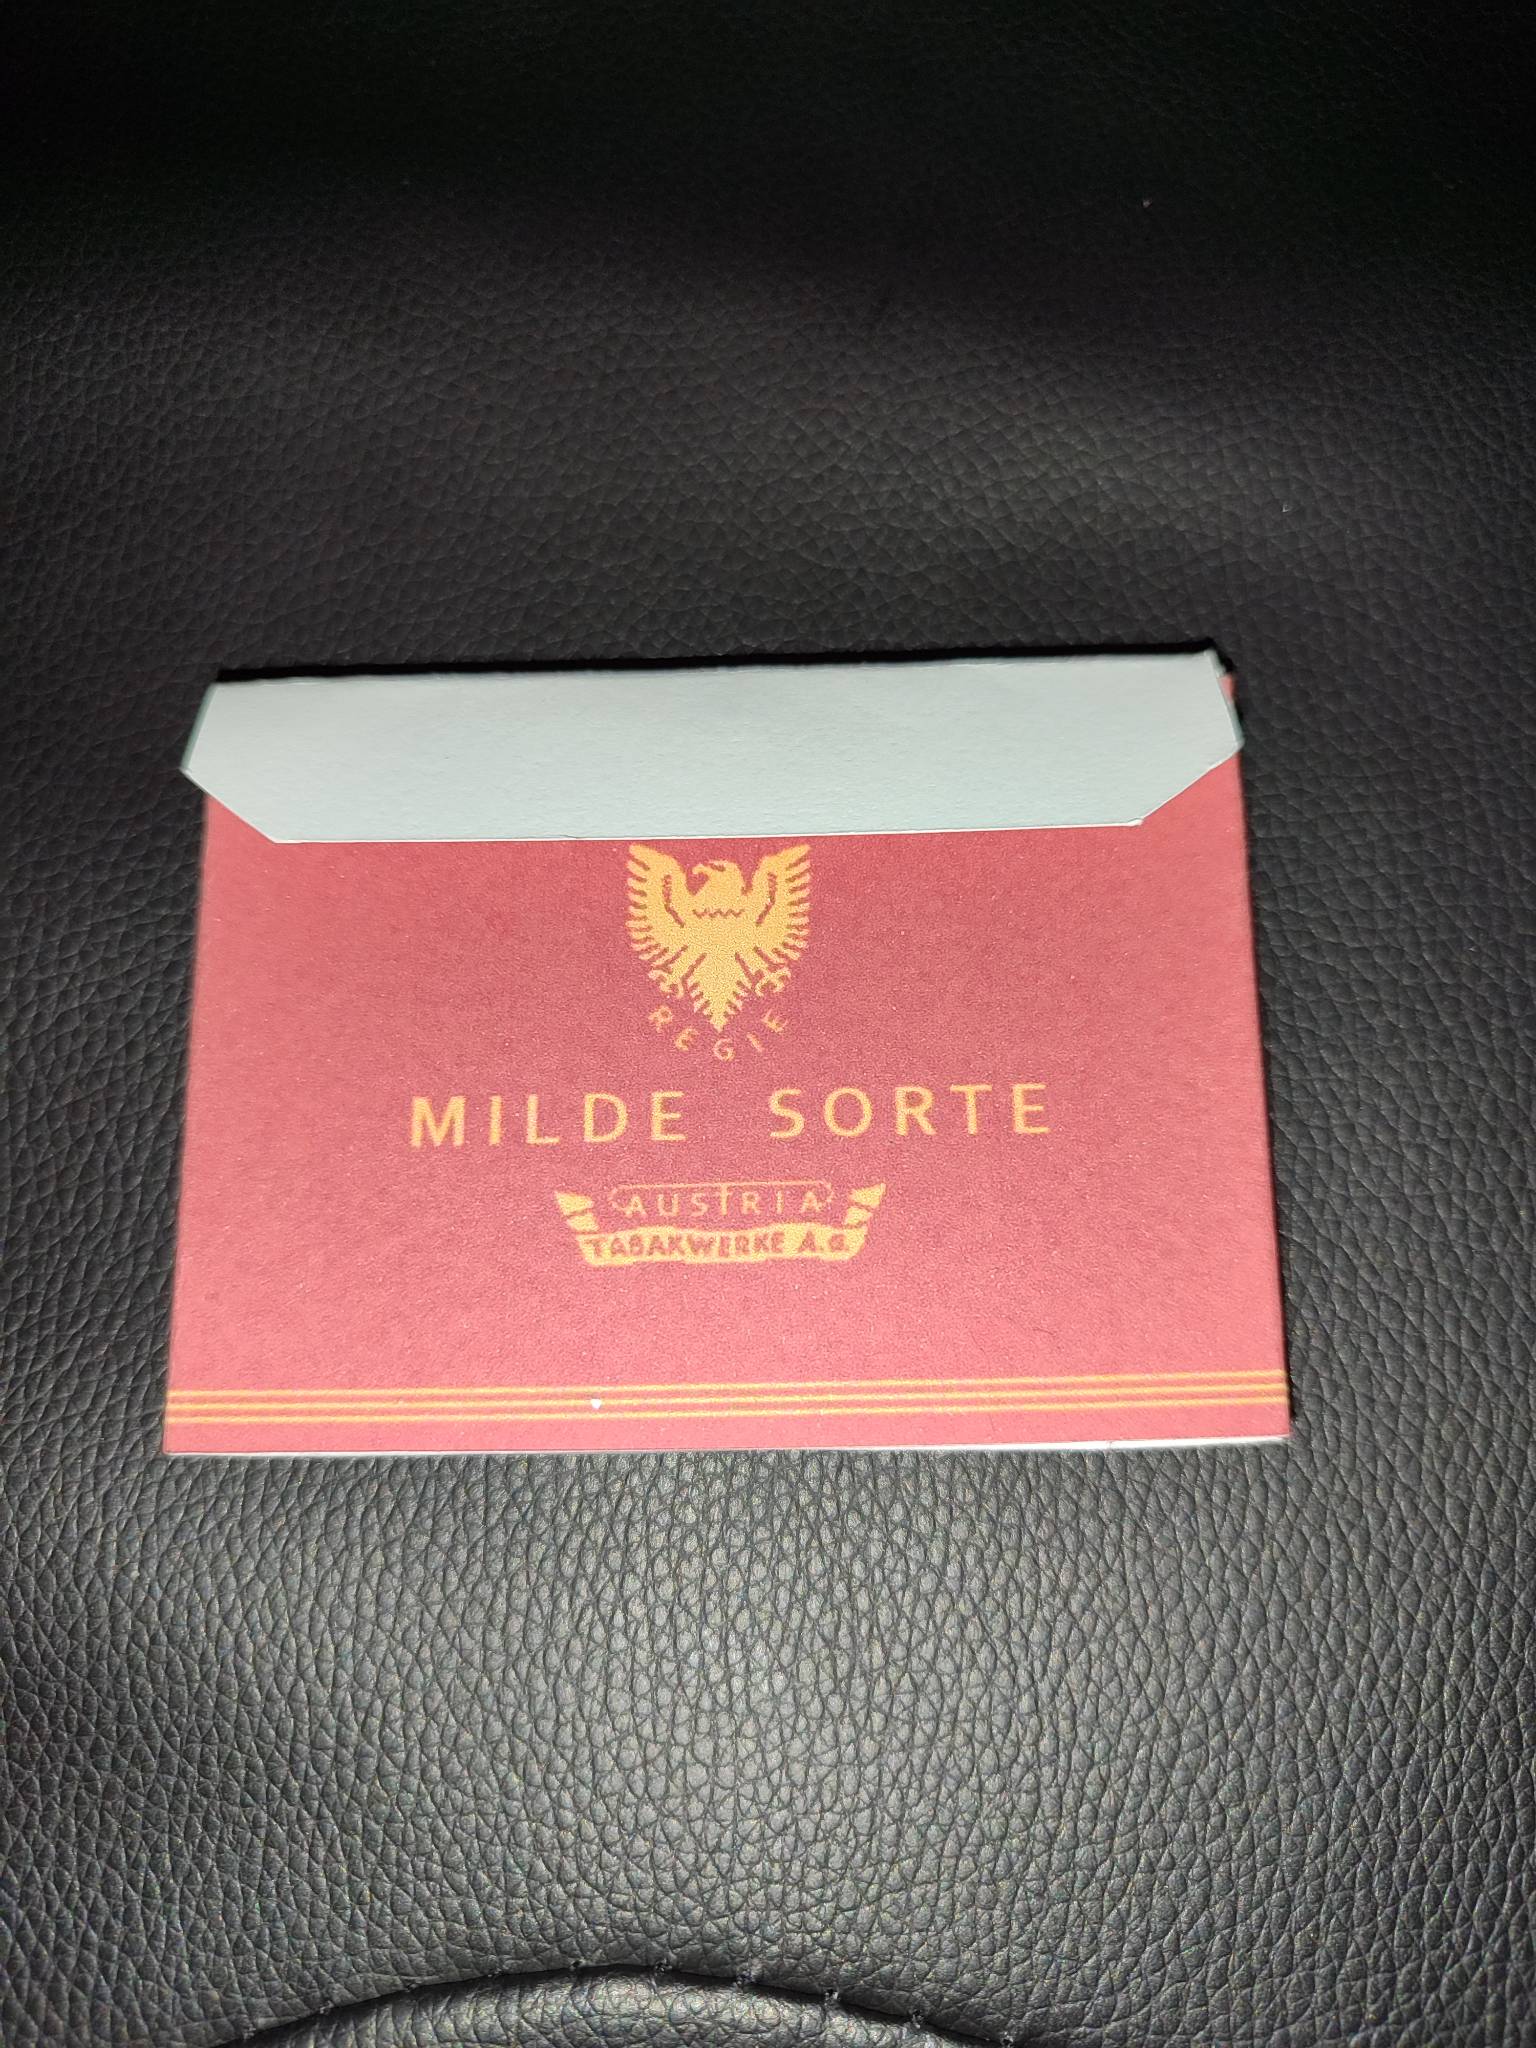 REGIE
MILDE SORTE
AUSTRIA
TABAKWERKE A.G.